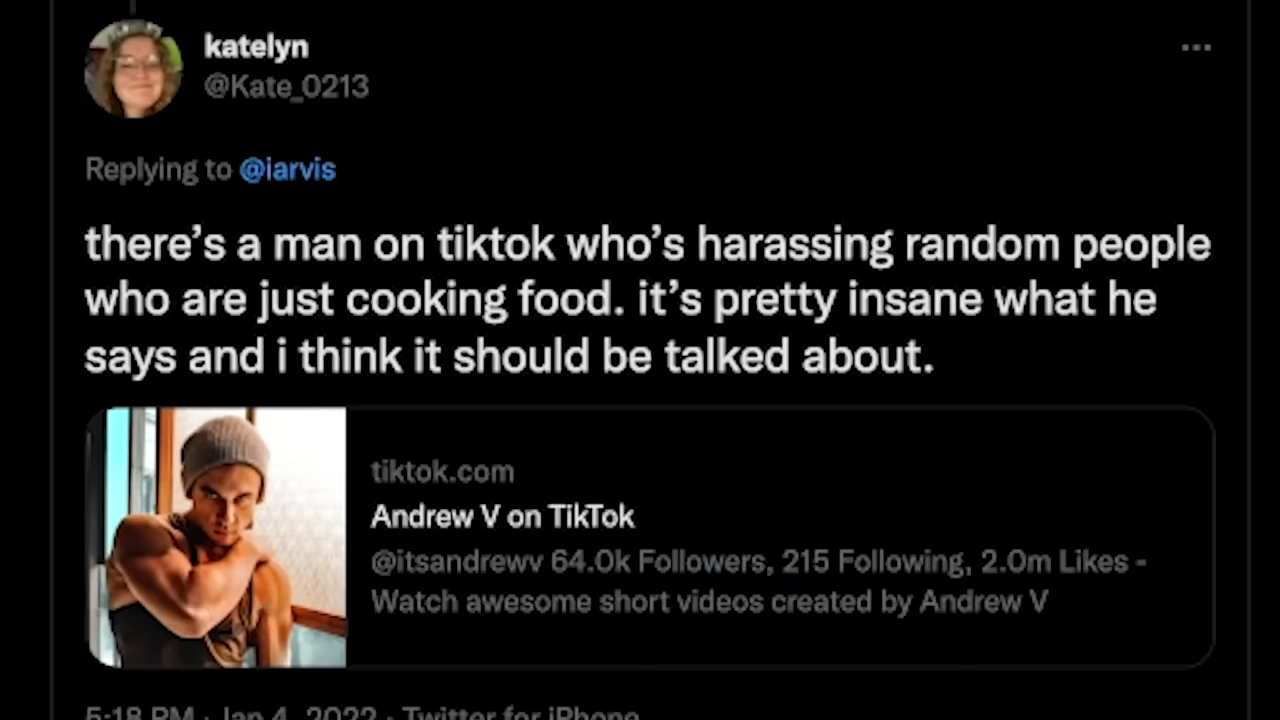 katelyn
@Kate_0213
Replying to @iarvis
there's a man on tiktok who's harassing random people
who are just cooking food. it's pretty insane what he
says and i think it should be talked about.
tiktok.com
Andrew V on TikTok
@itsandrewv 64.0k Followers, 215 Following, 2.0m Likes -
Watch awesome short videos created by Andrew V
5:18 PM · Jan 4, 2022 · Twitter for iPhone